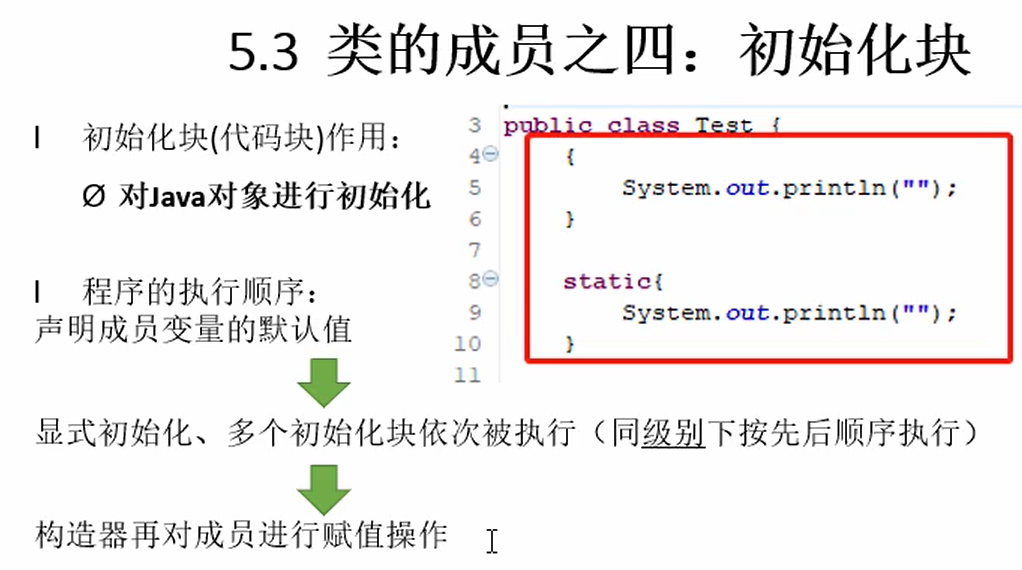 5.3 类的成员之四：初始化块
l 初始化块(代码块)作用：
Ø 对Java对象进行初始化
l 程序的执行顺序：
声明成员变量的默认值
显式初始化、多个初始化块依次被执行（同级别下按先后顺序执行）
构造器再对成员进行赋值操作
3 public class Test {
4 {
5 System.out.println("");
6 }
7
8 static{
9 System.out.println("");
10 }
11